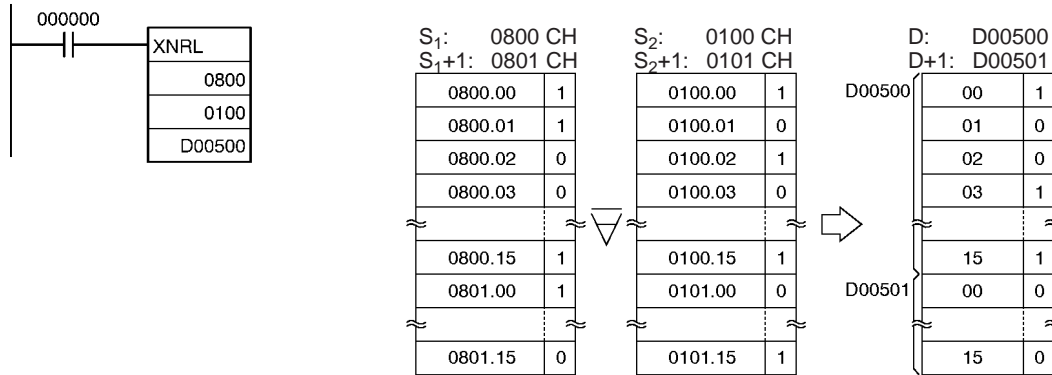 000000
XNRL
0800
0100
D00500
S₁: 0800 CH
S₁+1: 0801 CH
0800.00 1
0800.01 1
0800.02 0
0800.03 0
0800.15 1
0801.00 1
0801.15 0
S₂: 0100 CH
S₂+1: 0101 CH
0100.00 1
0100.01 0
0100.02 1
0100.03 0
0100.15 1
0101.00 0
0101.15 1
D: D00500
D+1: D00501
D00500
00 1
01 0
02 0
03 1
15 1
D00501
00 0
15 0